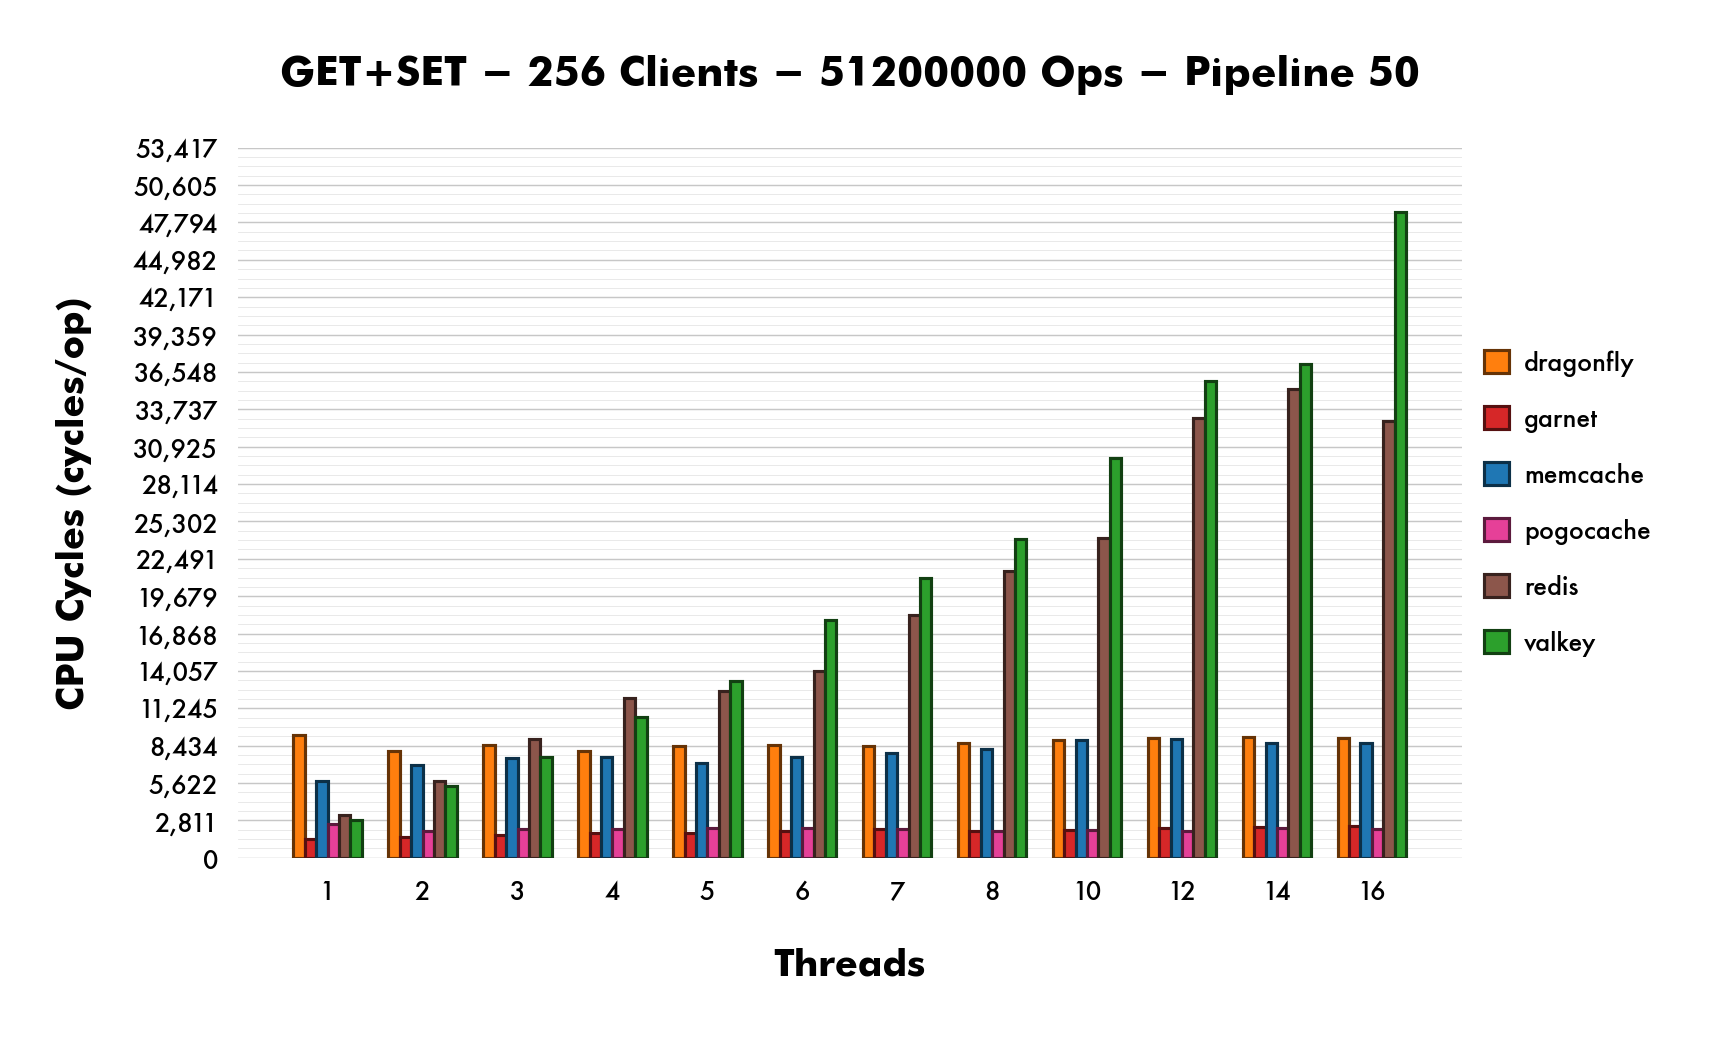 GET+SET – 256 Clients – 51200000 Ops – Pipeline 50
CPU Cycles (cycles/op)
53,417
50,605
47,794
44,982
42,171
39,359
36,548
33,737
30,925
28,114
25,302
22,491
19,679
16,868
14,057
11,245
8,434
5,622
2,811
0
1 2 3 4 5 6 7 8 10 12 14 16
Threads
dragonfly
garnet
memcache
pogocache
redis
valkey